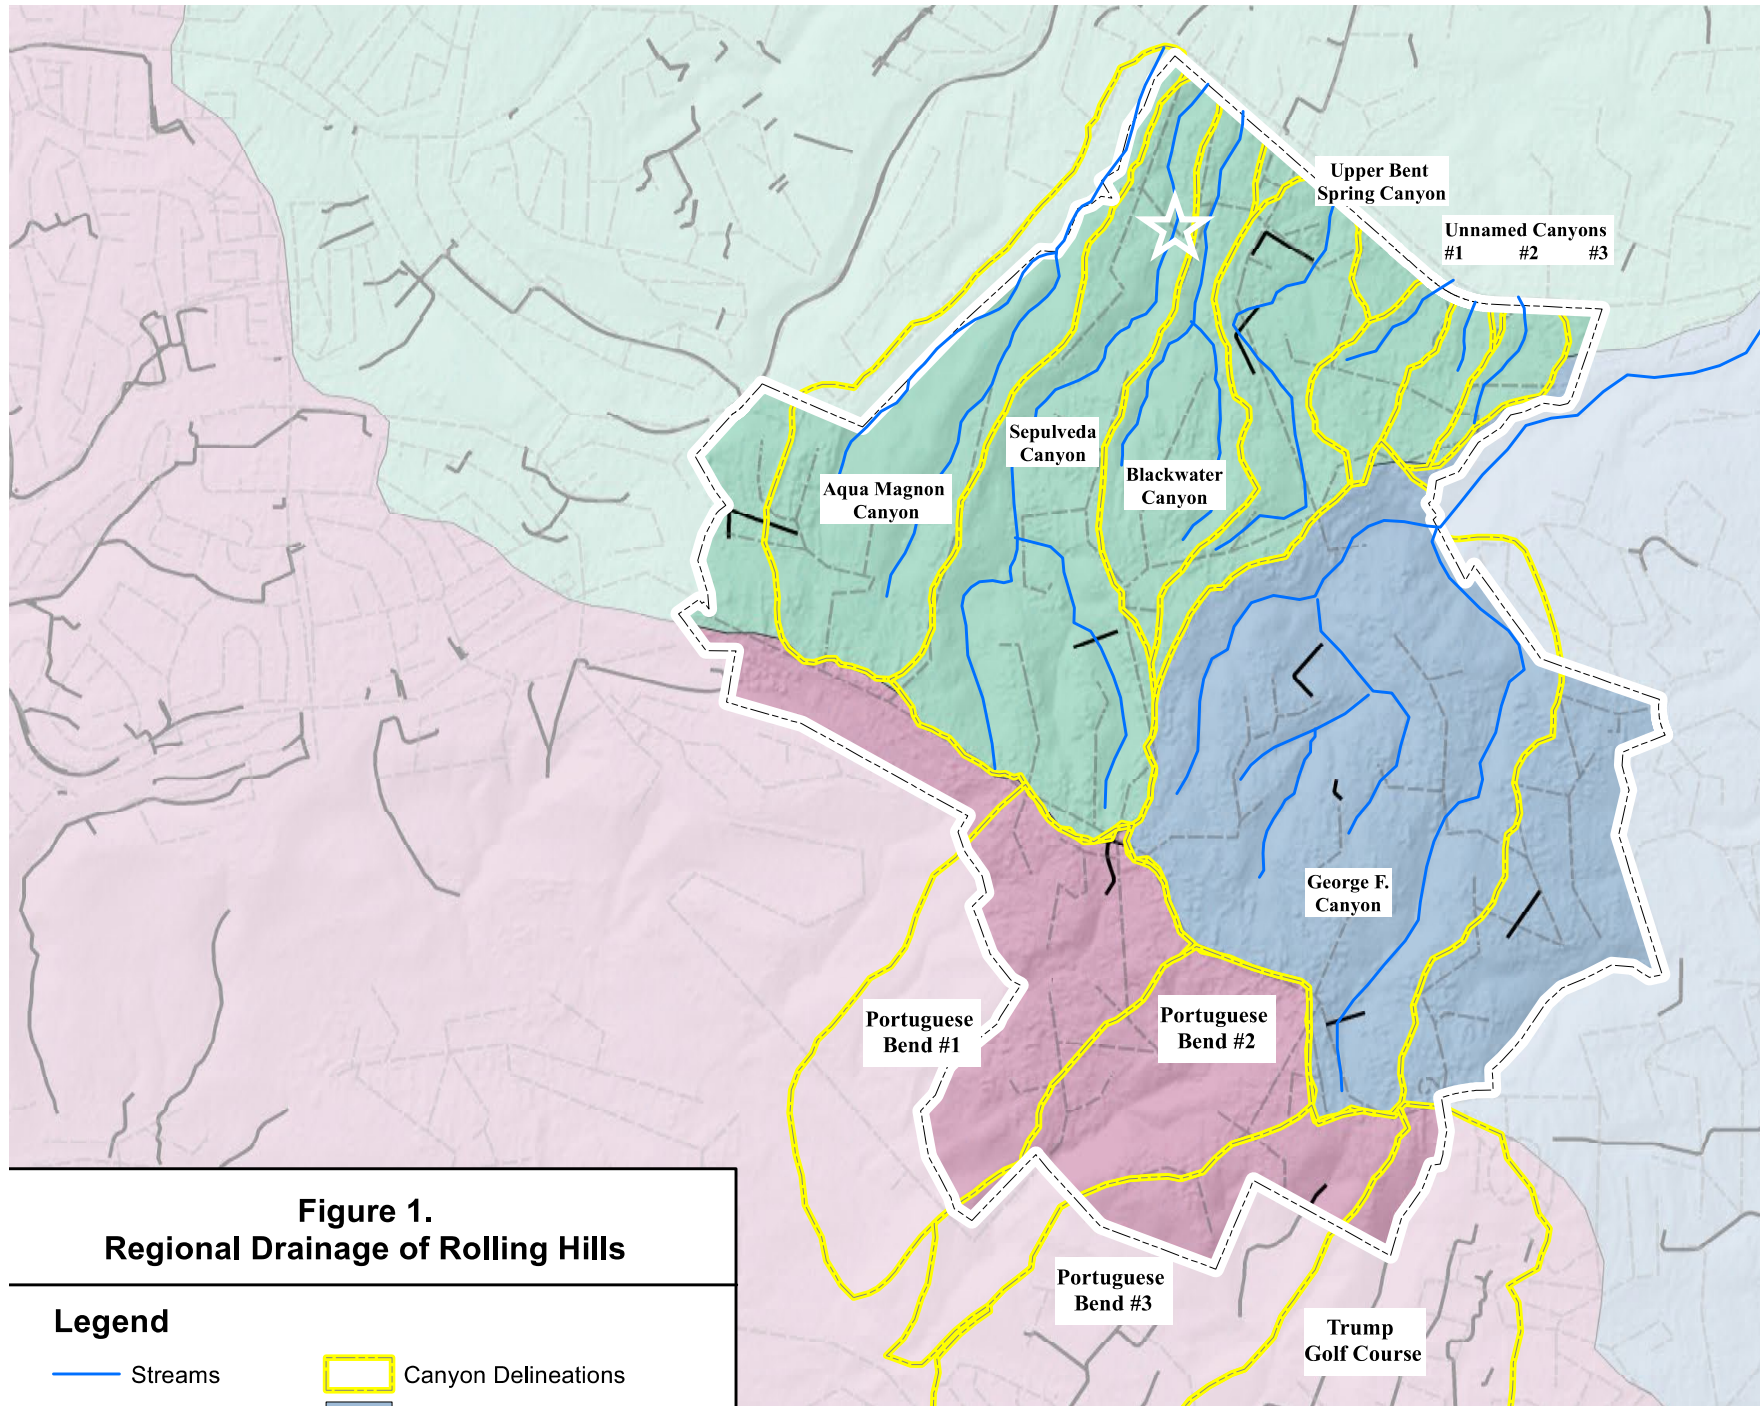 Upper Bent
Spring Canyon
Unnamed Canyons
#1 #2 #3
Sepulveda
Canyon
Blackwater
Canyon
Aqua Magnon
Canyon
George F.
Canyon
Portuguese
Bend #1
Portuguese
Bend #2
Portuguese
Bend #3
Trump
Golf Course
Figure 1.
Regional Drainage of Rolling Hills
Legend
Streams
Canyon Delineations